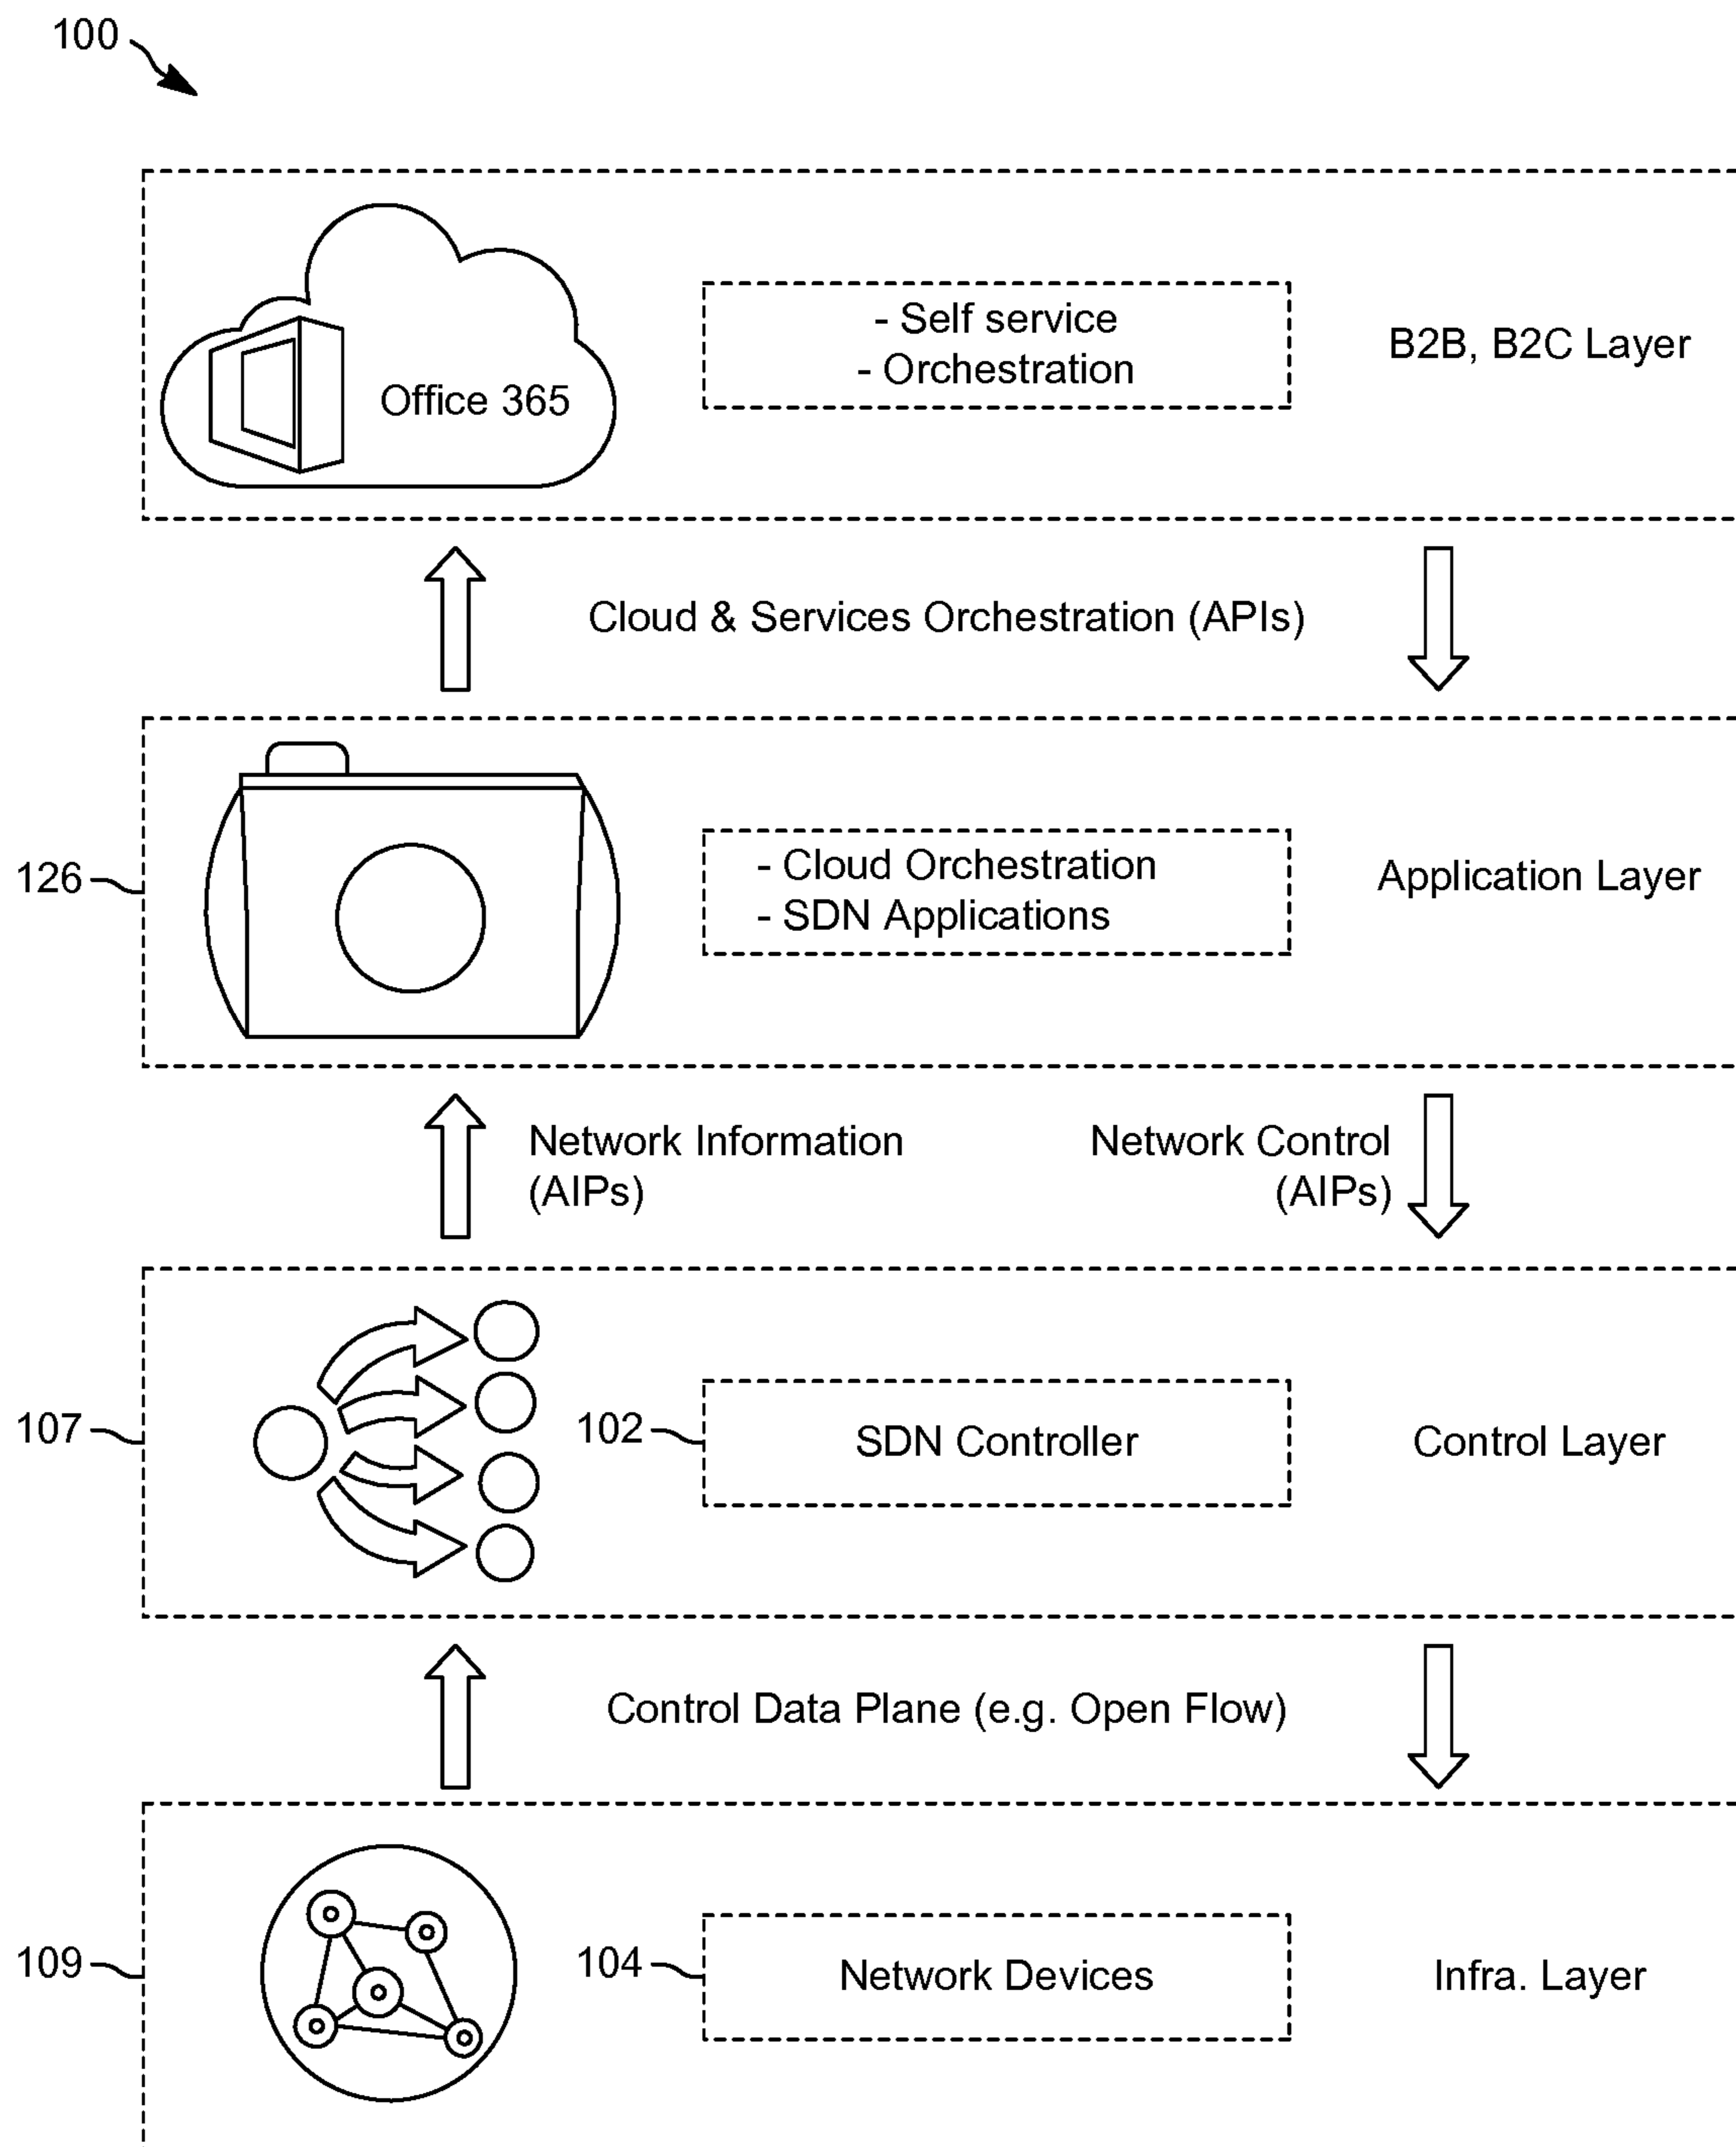 100
- Self service
- Orchestration
B2B, B2C Layer
Office 365
Cloud & Services Orchestration (APIs)
126
- Cloud Orchestration
- SDN Applications
Application Layer
Network Information
(AIPs)
Network Control
(AIPs)
107
102
SDN Controller
Control Layer
Control Data Plane (e.g. Open Flow)
109
104
Network Devices
Infra. Layer